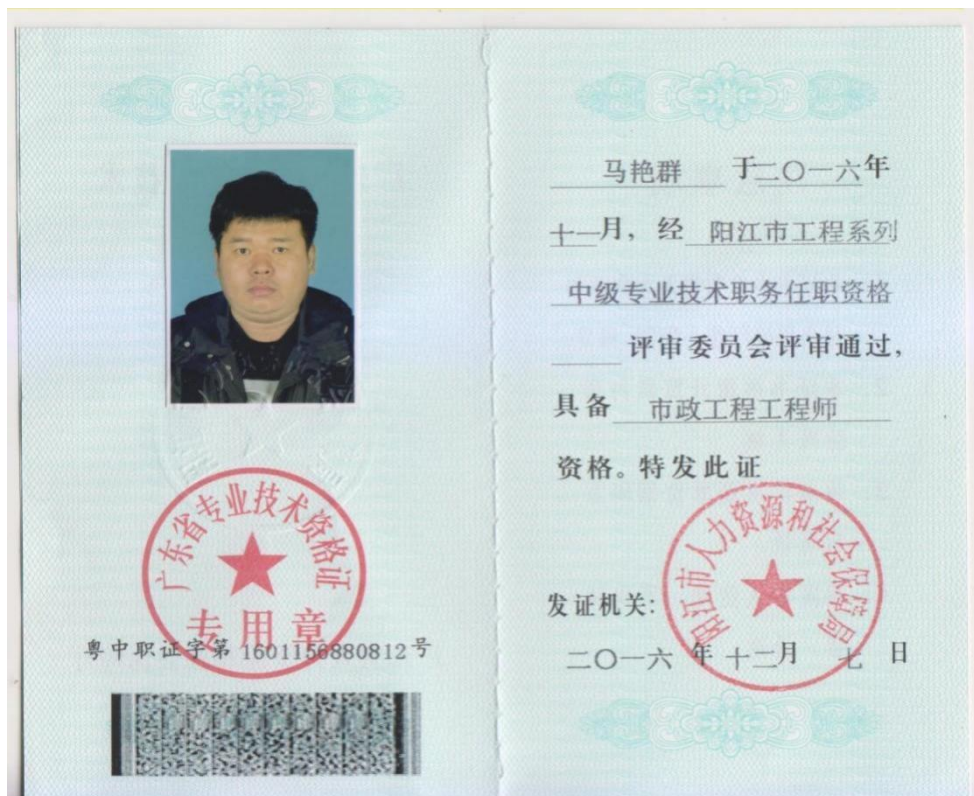 广东省专业技术资格证
专用章
粤中职证字第 1601156880812号
马艳群 于二〇一六年
十一月，经 阳江市工程系列
中级专业技术职务任职资格
评审委员会评审通过，
具备 市政工程工程师
资格。特发此证
阳江市人力资源和社会保障局
发证机关：
二〇一六 年 十二月 七 日